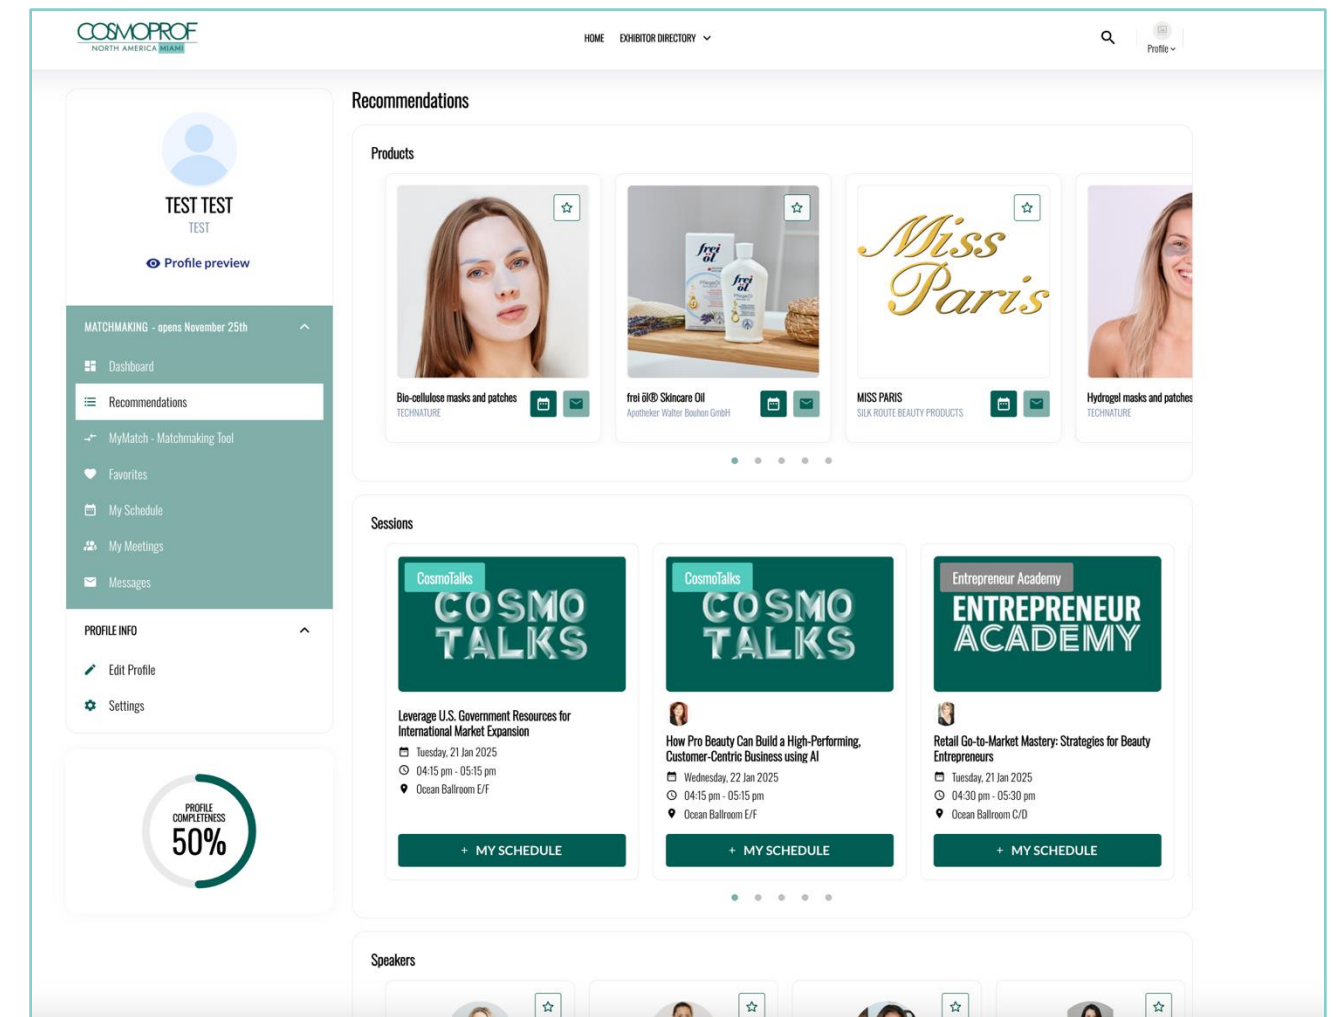 COSMOPROF
NORTH AMERICA MIAMI
HOME EXHIBITOR DIRECTORY
Profile
TEST TEST
TEST
Profile preview
MATCHMAKING - opens November 25th
Dashboard
Recommendations
MyMatch - Matchmaking Tool
Favorites
My Schedule
My Meetings
Messages
PROFILE INFO
Edit Profile
Settings
PROFILE
COMPLETENESS
50%
Recommendations
Products
frei
öl
frei
öl
Miss
Paris
Bio-cellulose masks and patches
TECHNATURE
frei öl® Skincare Oil
Apotheker Walter Bouhon GmbH
MISS PARIS
SILK ROUTE BEAUTY PRODUCTS
Hydrogel masks and patches
TECHNATURE
Sessions
CosmoTalks
COSMO
TALKS
Leverage U.S. Government Resources for
International Market Expansion
Tuesday, 21 Jan 2025
04:15 pm - 05:15 pm
Ocean Ballroom E/F
+ MY SCHEDULE
CosmoTalks
COSMO
TALKS
How Pro Beauty Can Build a High-Performing,
Customer-Centric Business using AI
Wednesday, 22 Jan 2025
04:15 pm - 05:15 pm
Ocean Ballroom E/F
+ MY SCHEDULE
Entrepreneur Academy
ENTREPRENEUR
ACADEMY
Retail Go-to-Market Mastery: Strategies for Beauty
Entrepreneurs
Tuesday, 21 Jan 2025
04:30 pm - 05:30 pm
Ocean Ballroom C/D
+ MY SCHEDULE
Speakers